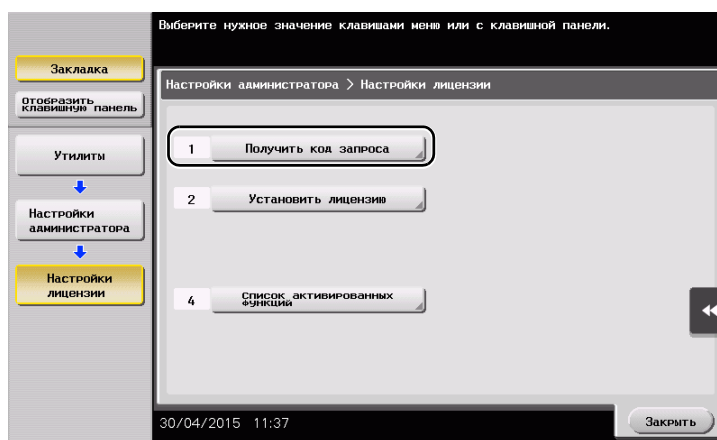 Выберите нужное значение клавишами меню или с клавишной панели.
Закладка
Отобразить
клавишную панель
Утилиты
Настройки
администратора
Настройки
лицензии
Настройки администратора > Настройки лицензии
1 Получить код запроса
2 Установить лицензию
4 Список активированных
функций
30/04/2015 11:37
Закрыть